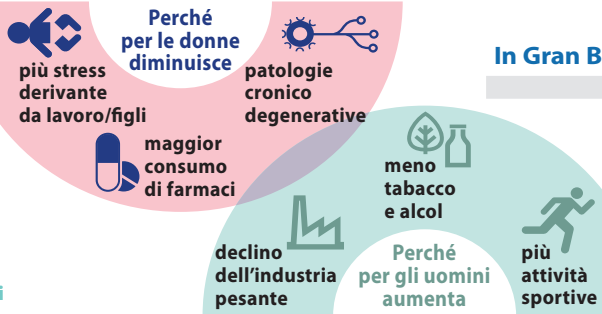 Perché
per le donne
diminuisce
più stress
derivante
da lavoro/figli
patologie
cronico
degenerative
maggior
consumo
di farmaci
In Gran B
meno
tabacco
e alcol
declino
dell'industria
pesante
Perché
per gli uomini
aumenta
più
attività
sportive
i